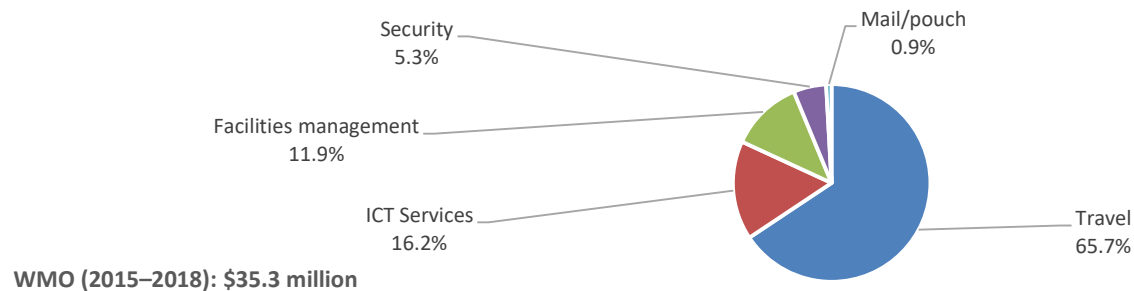 Mail/pouch
0.9%
Security
5.3%
Facilities management
11.9%
ICT Services
16.2%
Travel
65.7%
WMO (2015–2018): $35.3 million